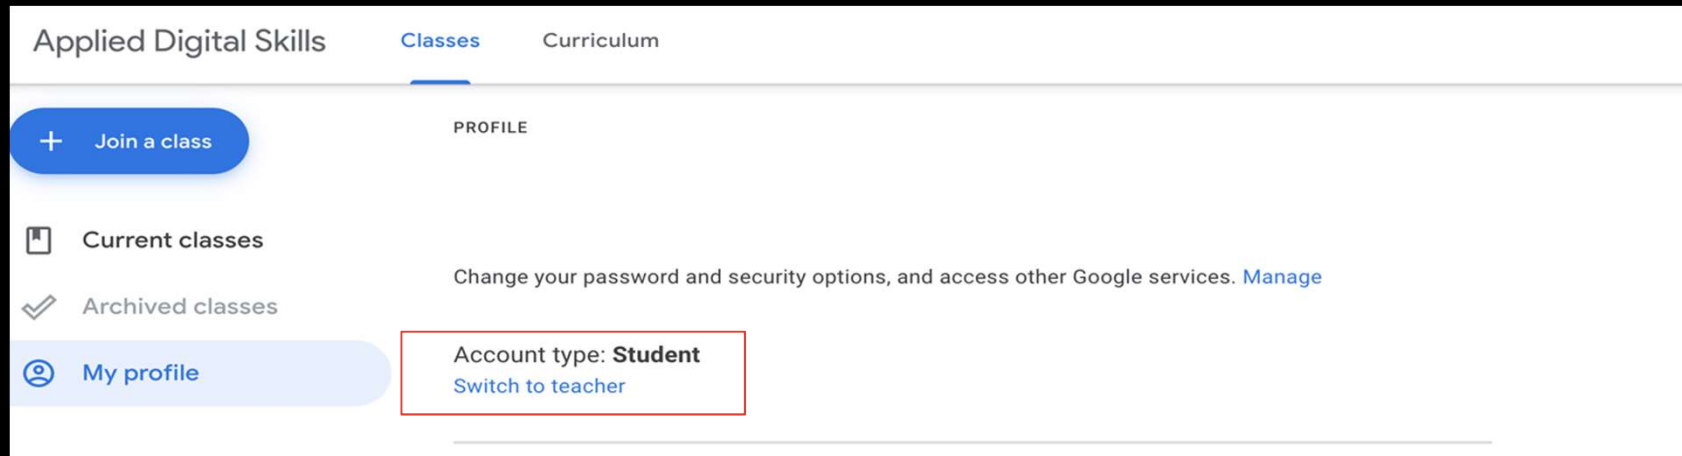 Applied Digital Skills
Classes
Curriculum
+ Join a class
Current classes
Archived classes
My profile
PROFILE
Change your password and security options, and access other Google services. Manage
Account type: Student
Switch to teacher